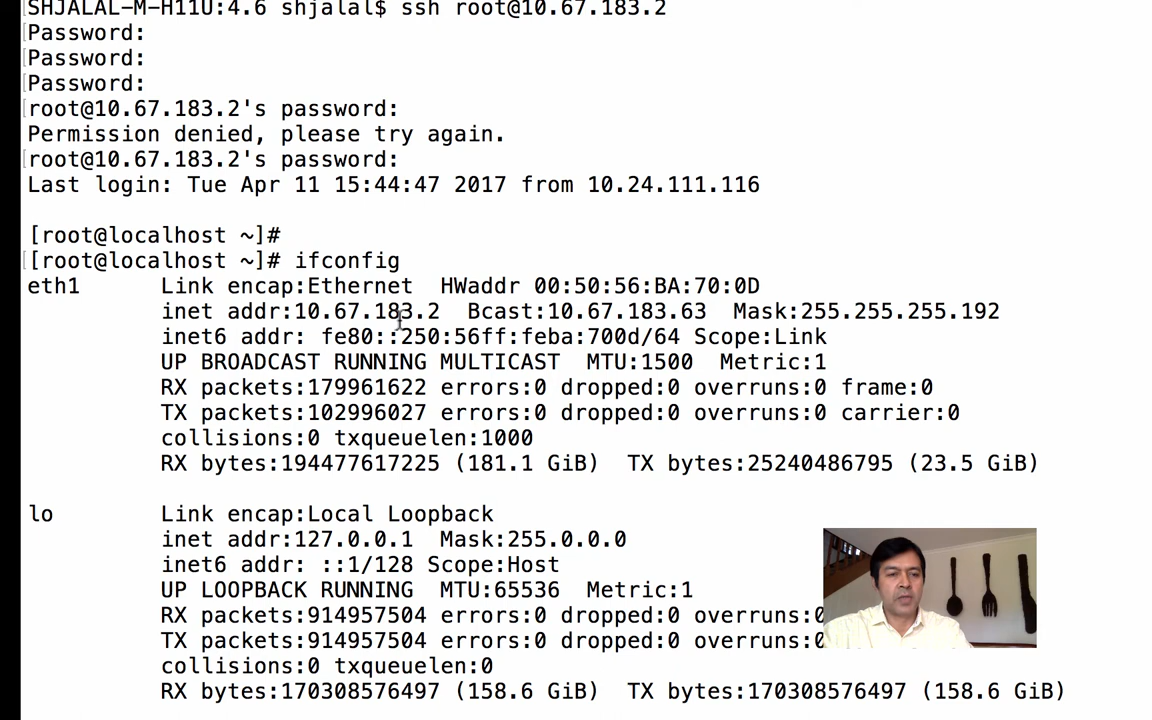 SHJALAL-M-H11U:4.6 shjalal$ ssh root@10.67.183.2
[Password:
[Password:
[Password:
[root@10.67.183.2's password:
Permission denied, please try again.
[root@10.67.183.2's password:
Last login: Tue Apr 11 15:44:47 2017 from 10.24.111.116
[root@localhost ~]#
[[root@localhost ~]# ifconfig
eth1 Link encap:Ethernet HWaddr 00:50:56:BA:70:0D
inet addr:10.67.183.2 Bcast:10.67.183.63 Mask:255.255.255.192
inet6 addr: fe80::250:56ff:feba:700d/64 Scope:Link
UP BROADCAST RUNNING MULTICAST MTU:1500 Metric:1
RX packets:179961622 errors:0 dropped:0 overruns:0 frame:0
TX packets:102996027 errors:0 dropped:0 overruns:0 carrier:0
collisions:0 txqueuelen:1000
RX bytes:194477617225 (181.1 GiB) TX bytes:25240486795 (23.5 GiB)
lo Link encap:Local Loopback
inet addr:127.0.0.1 Mask:255.0.0.0
inet6 addr: ::1/128 Scope:Host
UP LOOPBACK RUNNING MTU:65536 Metric:1
RX packets:914957504 errors:0 dropped:0 overruns:0
TX packets:914957504 errors:0 dropped:0 overruns:0
collisions:0 txqueuelen:0
RX bytes:170308576497 (158.6 GiB) TX bytes:170308576497 (158.6 GiB)